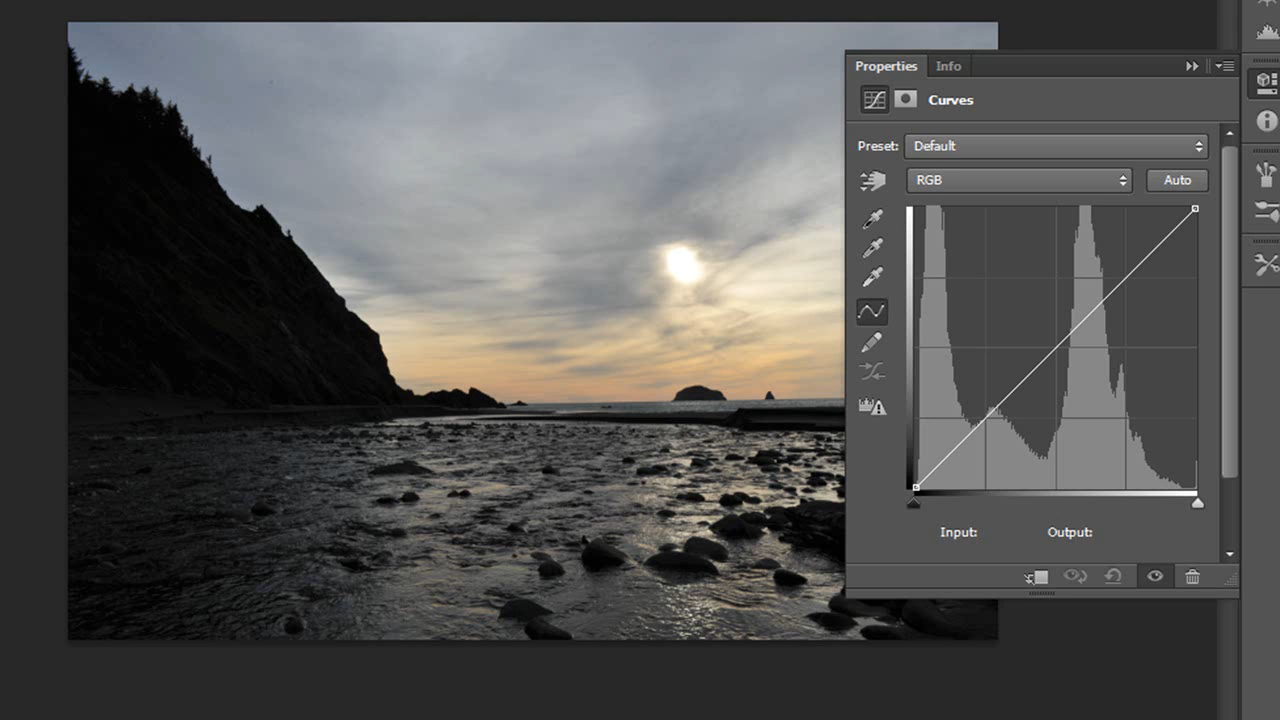 Properties Info
Curves
Preset: Default
RGB Auto
Input: Output: